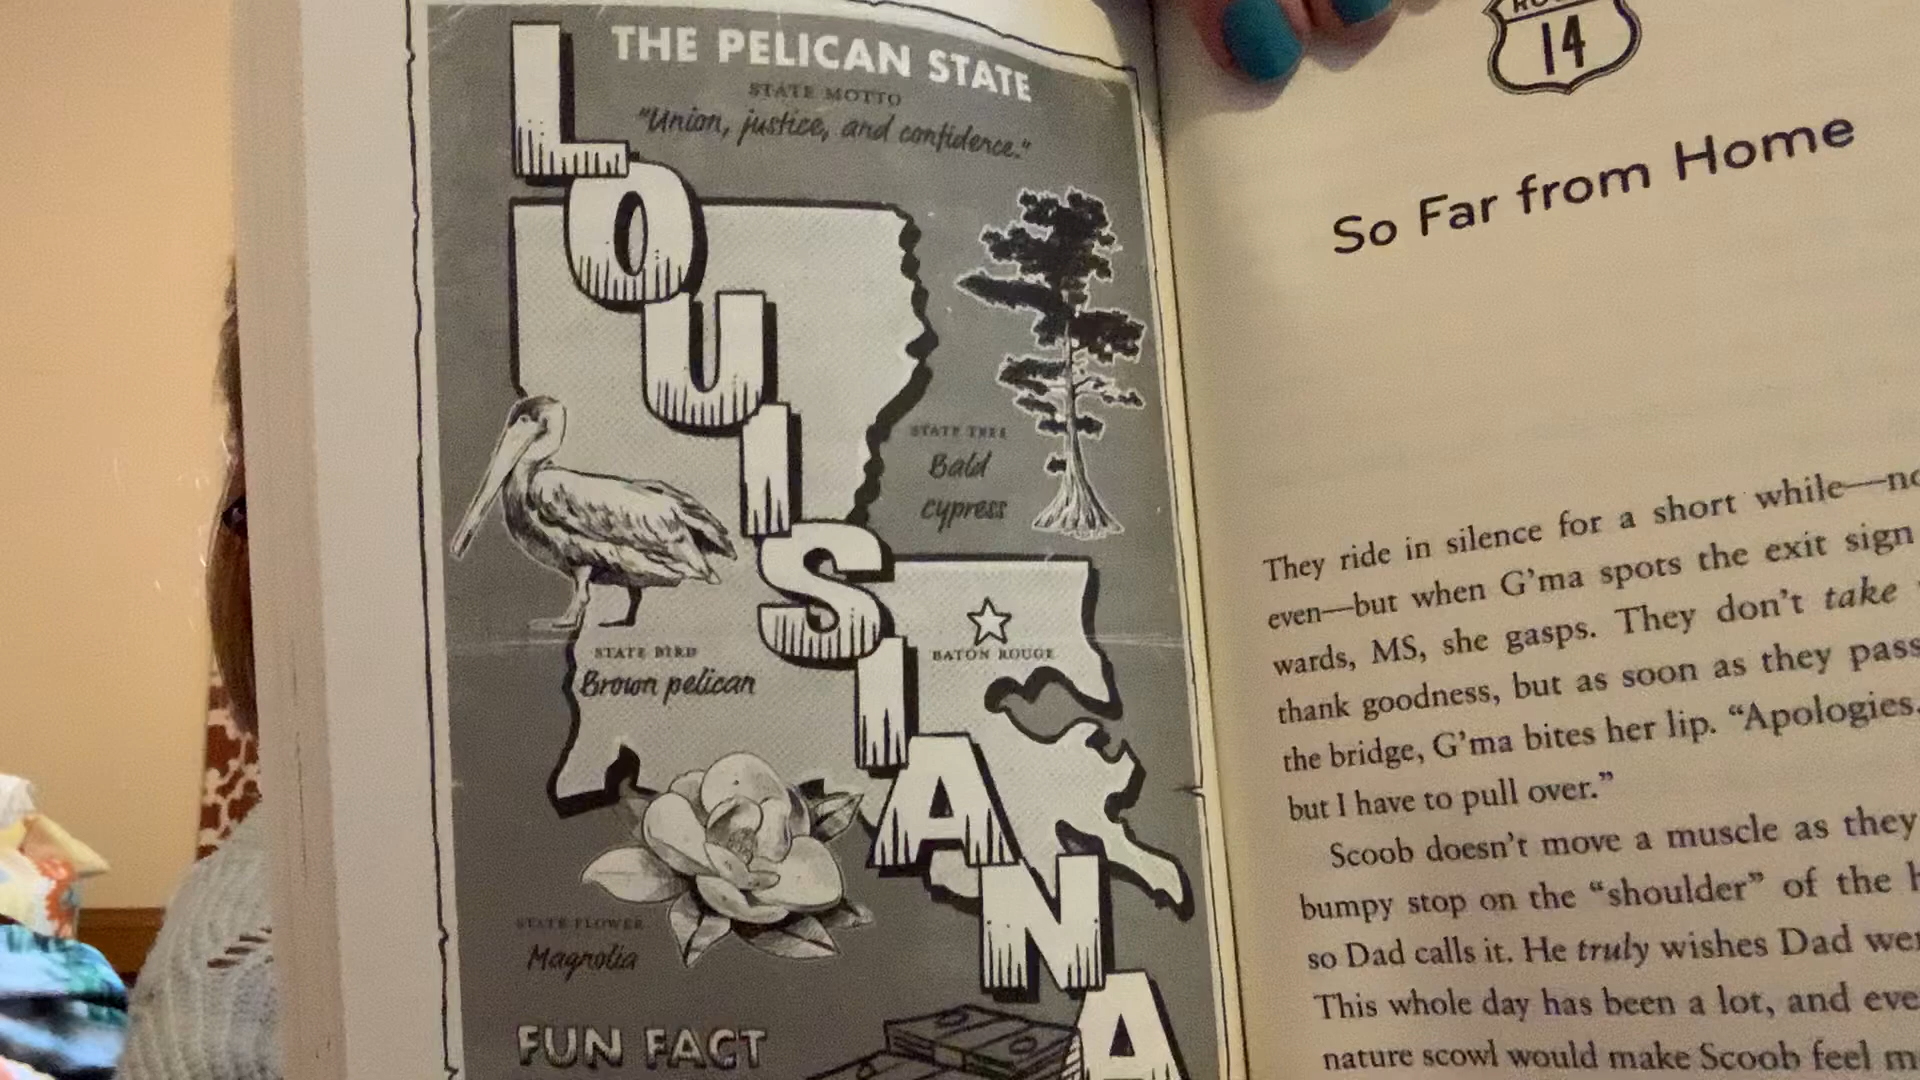 THE PELICAN STATE
STATE MOTTO
"Union, justice, and confidence."
LOUISIANA
STATE TREE
Bald
cypress
BATON ROUGE
STATE BIRD
Brown pelican
STATE FLOWER
Magnolia
FUN FACT
14
So Far from Home
They ride in silence for a short while—
even—but when G'ma spots the exit sign
wards, MS, she gasps. They don't take
thank goodness, but as soon as they pass
the bridge, G'ma bites her lip. "Apologies.
but I have to pull over."
Scoob doesn't move a muscle as they
bumpy stop on the "shoulder" of the
so Dad calls it. He truly wishes Dad
This whole day has been a lot, and
nature scowl would make Scoob feel